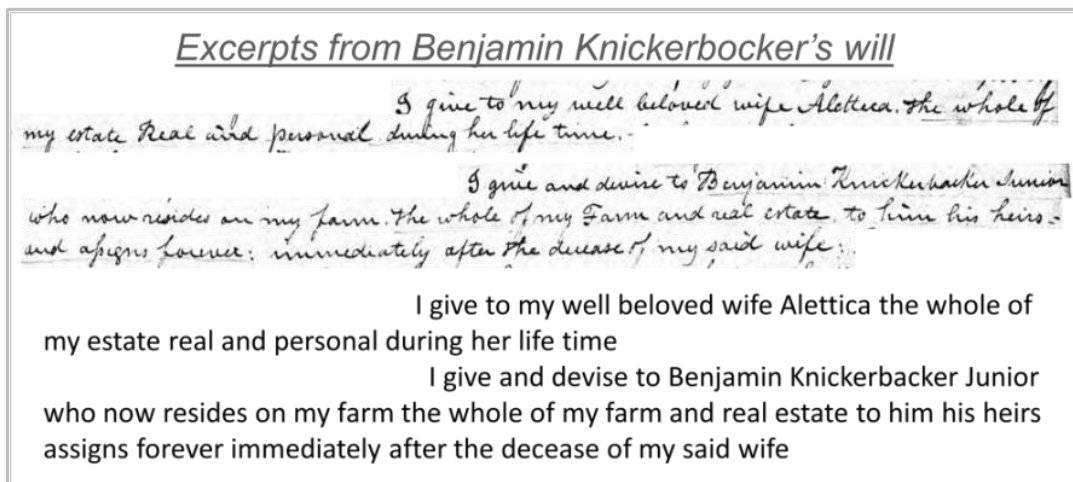 Excerpts from Benjamin Knickerbocker's will
I give to my well beloved wife Alettica. the whole of
my estate Real and personal during her life time.-
I give and devise to Benjamin Knickerbacker Junior
who now resides on my farm. the whole of my Farm and real estate, to him his heirs-
and assigns forever; immediately after the decease of my said wife;
I give to my well beloved wife Alettica the whole of
my estate real and personal during her life time
I give and devise to Benjamin Knickerbacker Junior
who now resides on my farm the whole of my farm and real estate to him his heirs
assigns forever immediately after the decease of my said wife